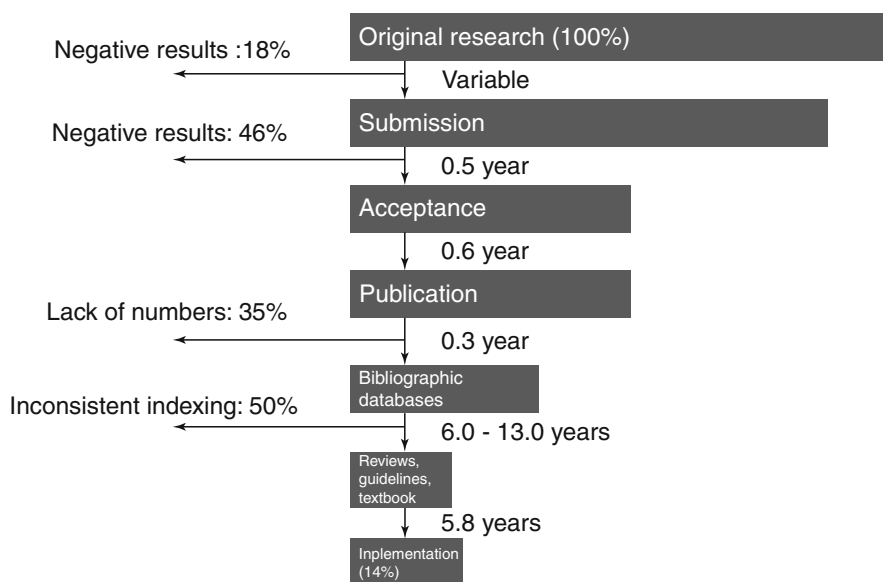 Original research (100%)
Negative results :18%
Variable
Submission
Negative results: 46%
0.5 year
Acceptance
0.6 year
Publication
Lack of numbers: 35%
0.3 year
Bibliographic
databases
Inconsistent indexing: 50%
6.0 - 13.0 years
Reviews,
guidelines,
textbook
5.8 years
Inplementation
(14%)